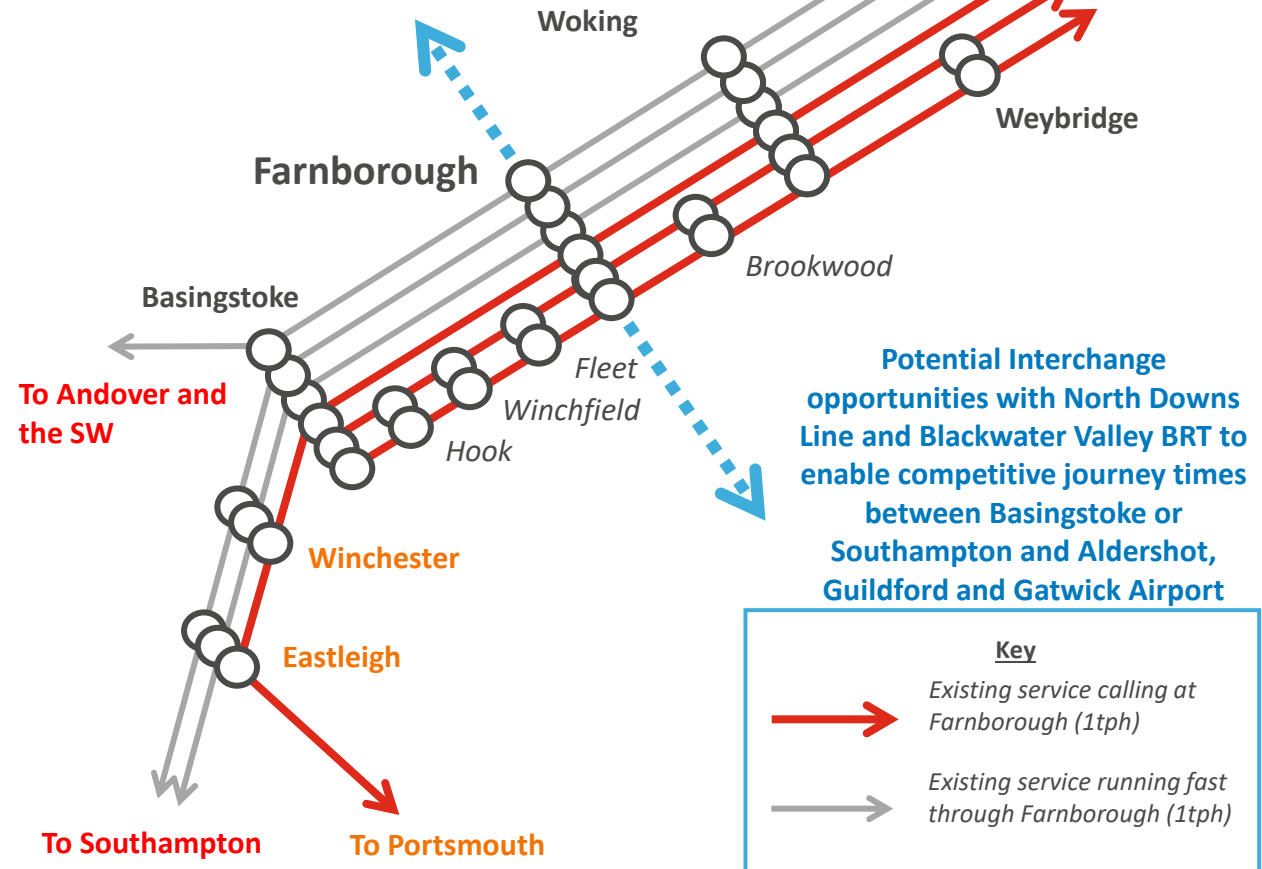 Woking
Weybridge
Farnborough
Brookwood
Basingstoke
Fleet
Winchfield
Hook
To Andover and
the SW
Potential Interchange
opportunities with North Downs
Line and Blackwater Valley BRT to
enable competitive journey times
between Basingstoke or
Southampton and Aldershot,
Guildford and Gatwick Airport
Winchester
Eastleigh
To Southampton
To Portsmouth
Key
Existing service calling at
Farnborough (1tph)
Existing service running fast
through Farnborough (1tph)